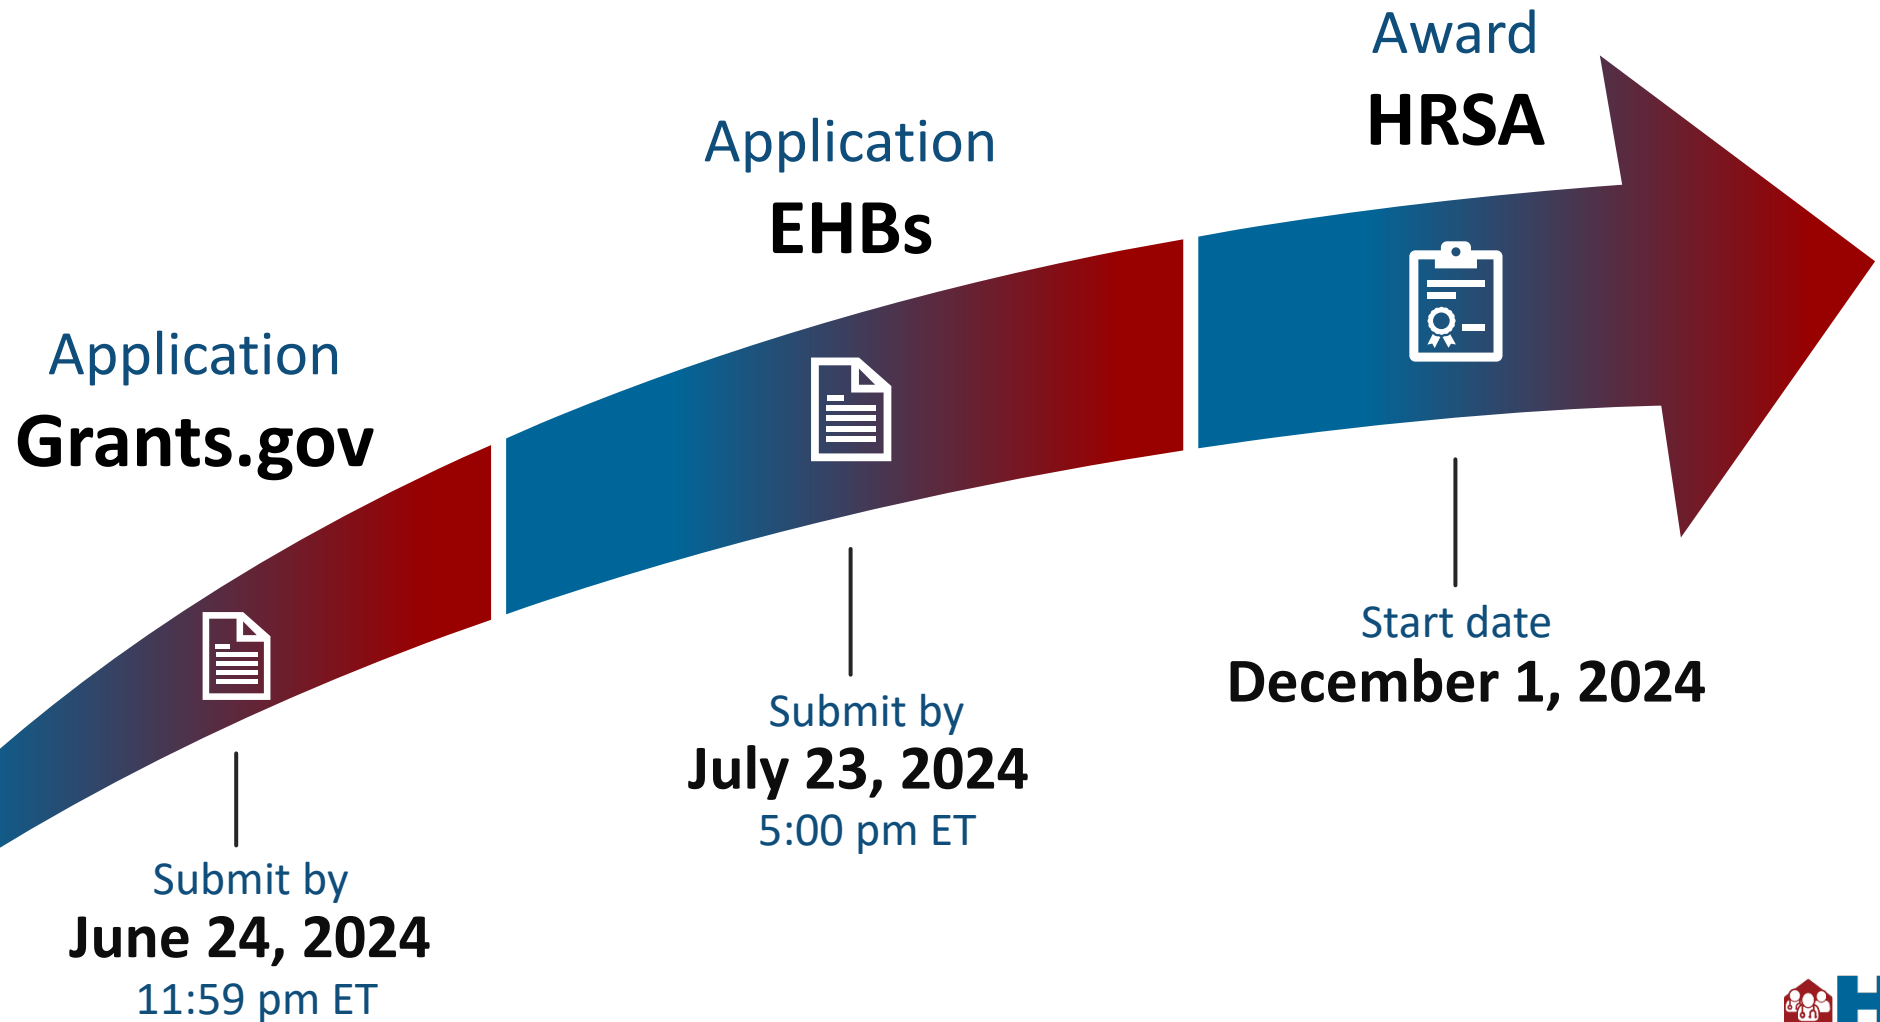 Application
Grants.gov
Submit by
June 24, 2024
11:59 pm ET
Application
EHBs
Submit by
July 23, 2024
5:00 pm ET
Award
HRSA
Start date
December 1, 2024